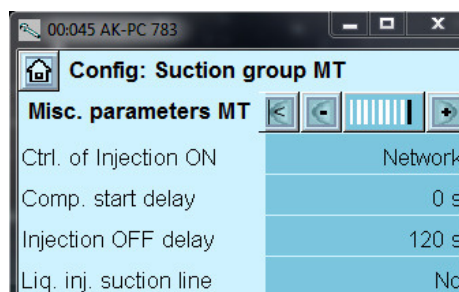 00:045 AK-PC 783
Config: Suction group MT
Misc. parameters MT
Ctrl. of Injection ON Network
Comp. start delay 0 s
Injection OFF delay 120 s
Liq. inj. suction line No